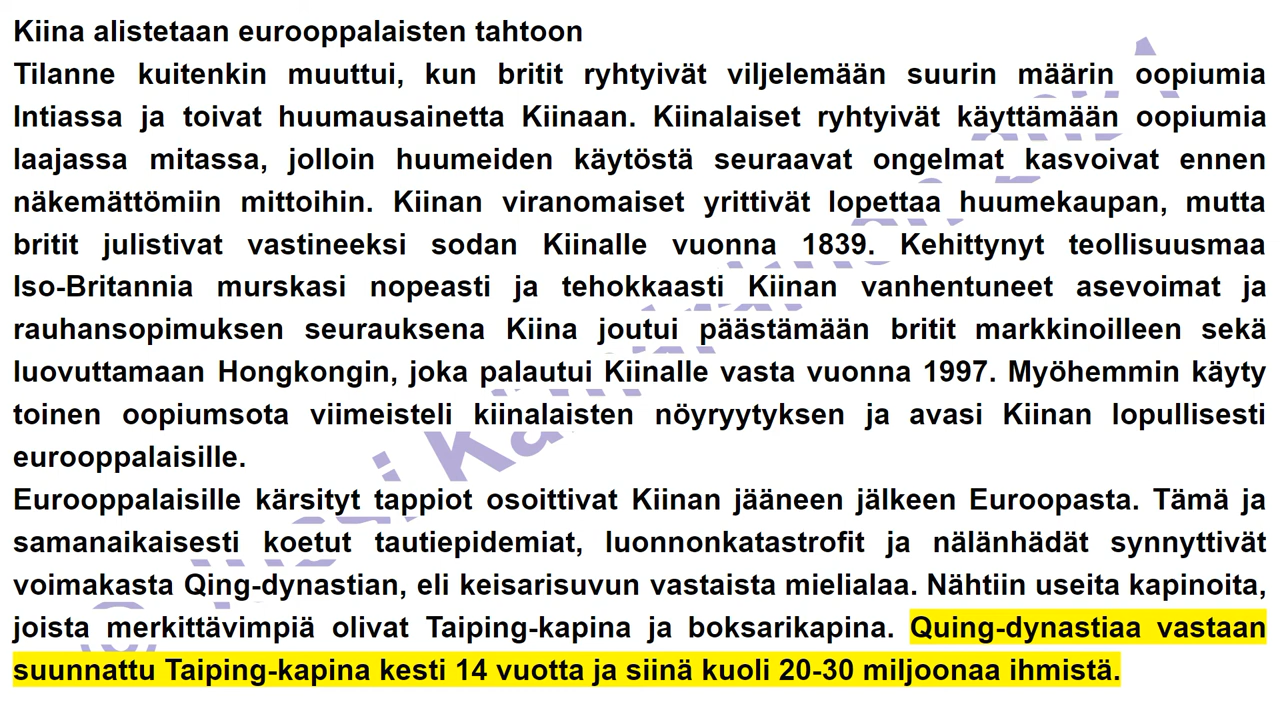 Kiina alistetaan eurooppalaisten tahtoon
Tilanne kuitenkin muuttui, kun britit ryhtyivät viljelemään suurin määrin oopiumia
Intiassa ja toivat huumausainetta Kiinaan. Kiinalaiset ryhtyivät käyttämään oopiumia
laajassa mitassa, jolloin huumeiden käytöstä seuraavat ongelmat kasvoivat ennen
näkemättömiin mittoihin. Kiinan viranomaiset yrittivät lopettaa huumekaupan, mutta
britit julistivat vastineeksi sodan Kiinalle vuonna 1839. Kehittynyt teollisuusmaa
Iso-Britannia murskasi nopeasti ja tehokkaasti Kiinan vanhentuneet asevoimat ja
rauhansopimuksen seurauksena Kiina joutui päästämään britit markkinoilleen sekä
luovuttamaan Hongkongin, joka palautui Kiinalle vasta vuonna 1997. Myöhemmin käyty
toinen oopiumsota viimeisteli kiinalaisten nöyryytyksen ja avasi Kiinan lopullisesti
eurooppalaisille.
Eurooppalaisille kärsityt tappiot osoittivat Kiinan jääneen jälkeen Euroopasta. Tämä ja
samanaikaisesti koetut tautiepidemiat, luonnonkatastrofit ja nälänhädät synnyttivät
voimakasta Qing-dynastian, eli keisarisuvun vastaista mielialaa. Nähtiin useita kapinoita,
joista merkittävimpiä olivat Taiping-kapina ja boksarikapina. Quing-dynastiaa vastaan
suunnattu Taiping-kapina kesti 14 vuotta ja siinä kuoli 20-30 miljoonaa ihmistä.